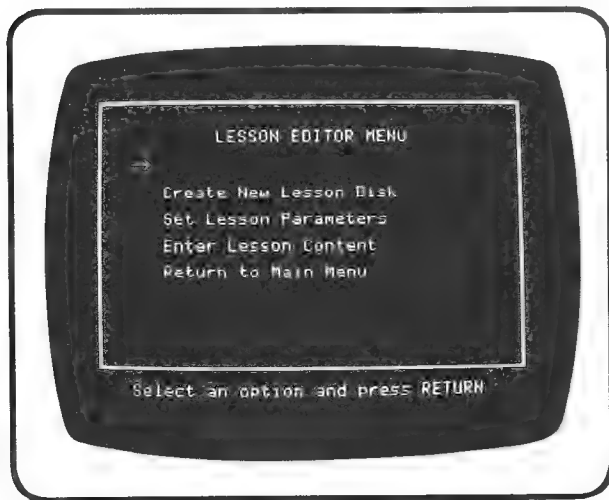 LESSON EDITOR MENU
→
Create New Lesson Disk
Set Lesson Parameters
Enter Lesson Content
Return to Main Menu
Select an option and press RETURN